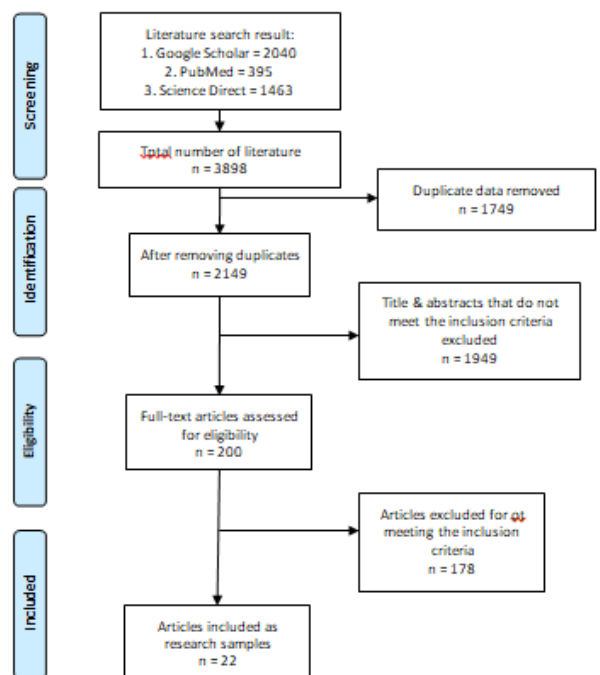 Screening
Literature search result:
1. Google Scholar = 2040
2. PubMed = 395
3. Science Direct = 1463
Total number of literature
n = 3898
Duplicate data removed
n = 1749
Identification
After removing duplicates
n = 2149
Title & abstracts that do not
meet the inclusion criteria
excluded
n = 1949
Eligibility
Full-text articles assessed
for eligibility
n = 200
Articles excluded for ot
meeting the inclusion
criteria
n = 178
Included
Articles included as
research samples
n = 22